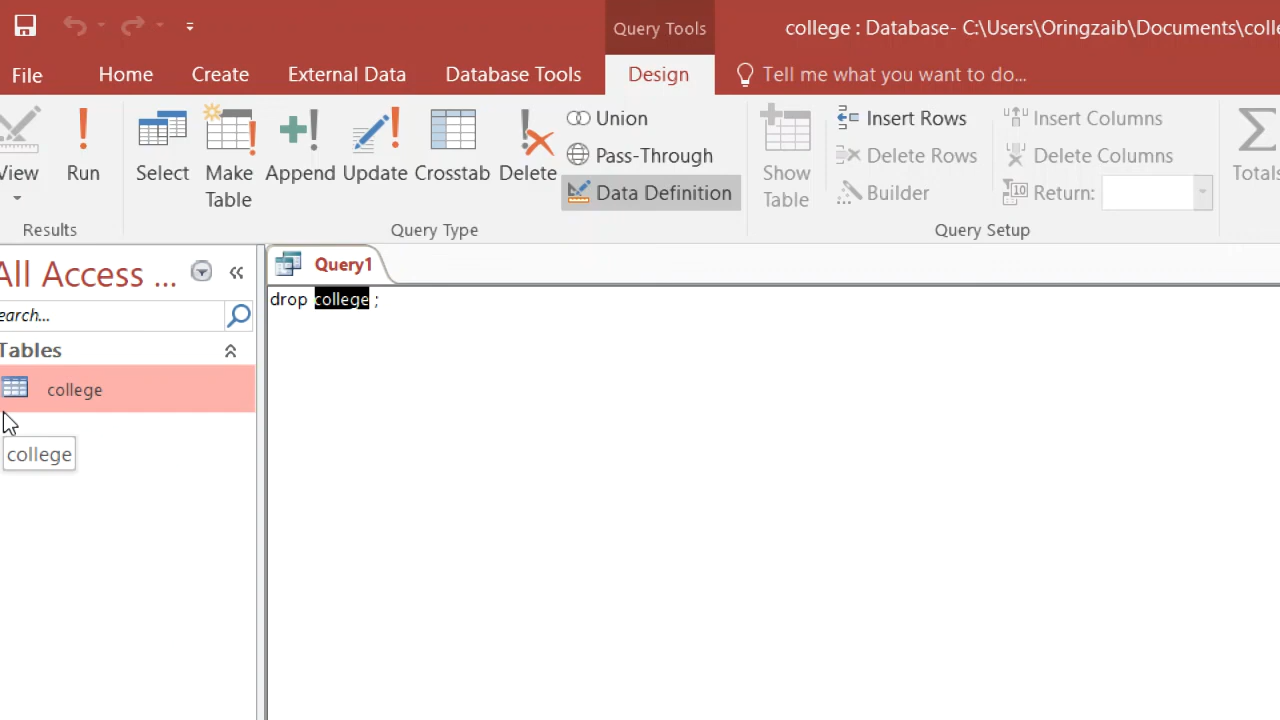 Query Tools
college : Database- C:\Users\Oringzaib\Documents\colle
File
Home
Create
External Data
Database Tools
Design
Tell me what you want to do...
View
Run
Select
Make
Table
Append
Update
Crosstab
Delete
Union
Pass-Through
Data Definition
Show
Table
Insert Rows
Delete Rows
Builder
Insert Columns
Delete Columns
Return:
Totals
Results
Query Type
Query Setup
All Access ...
earch...
Tables
college
college
Query1
drop college ;